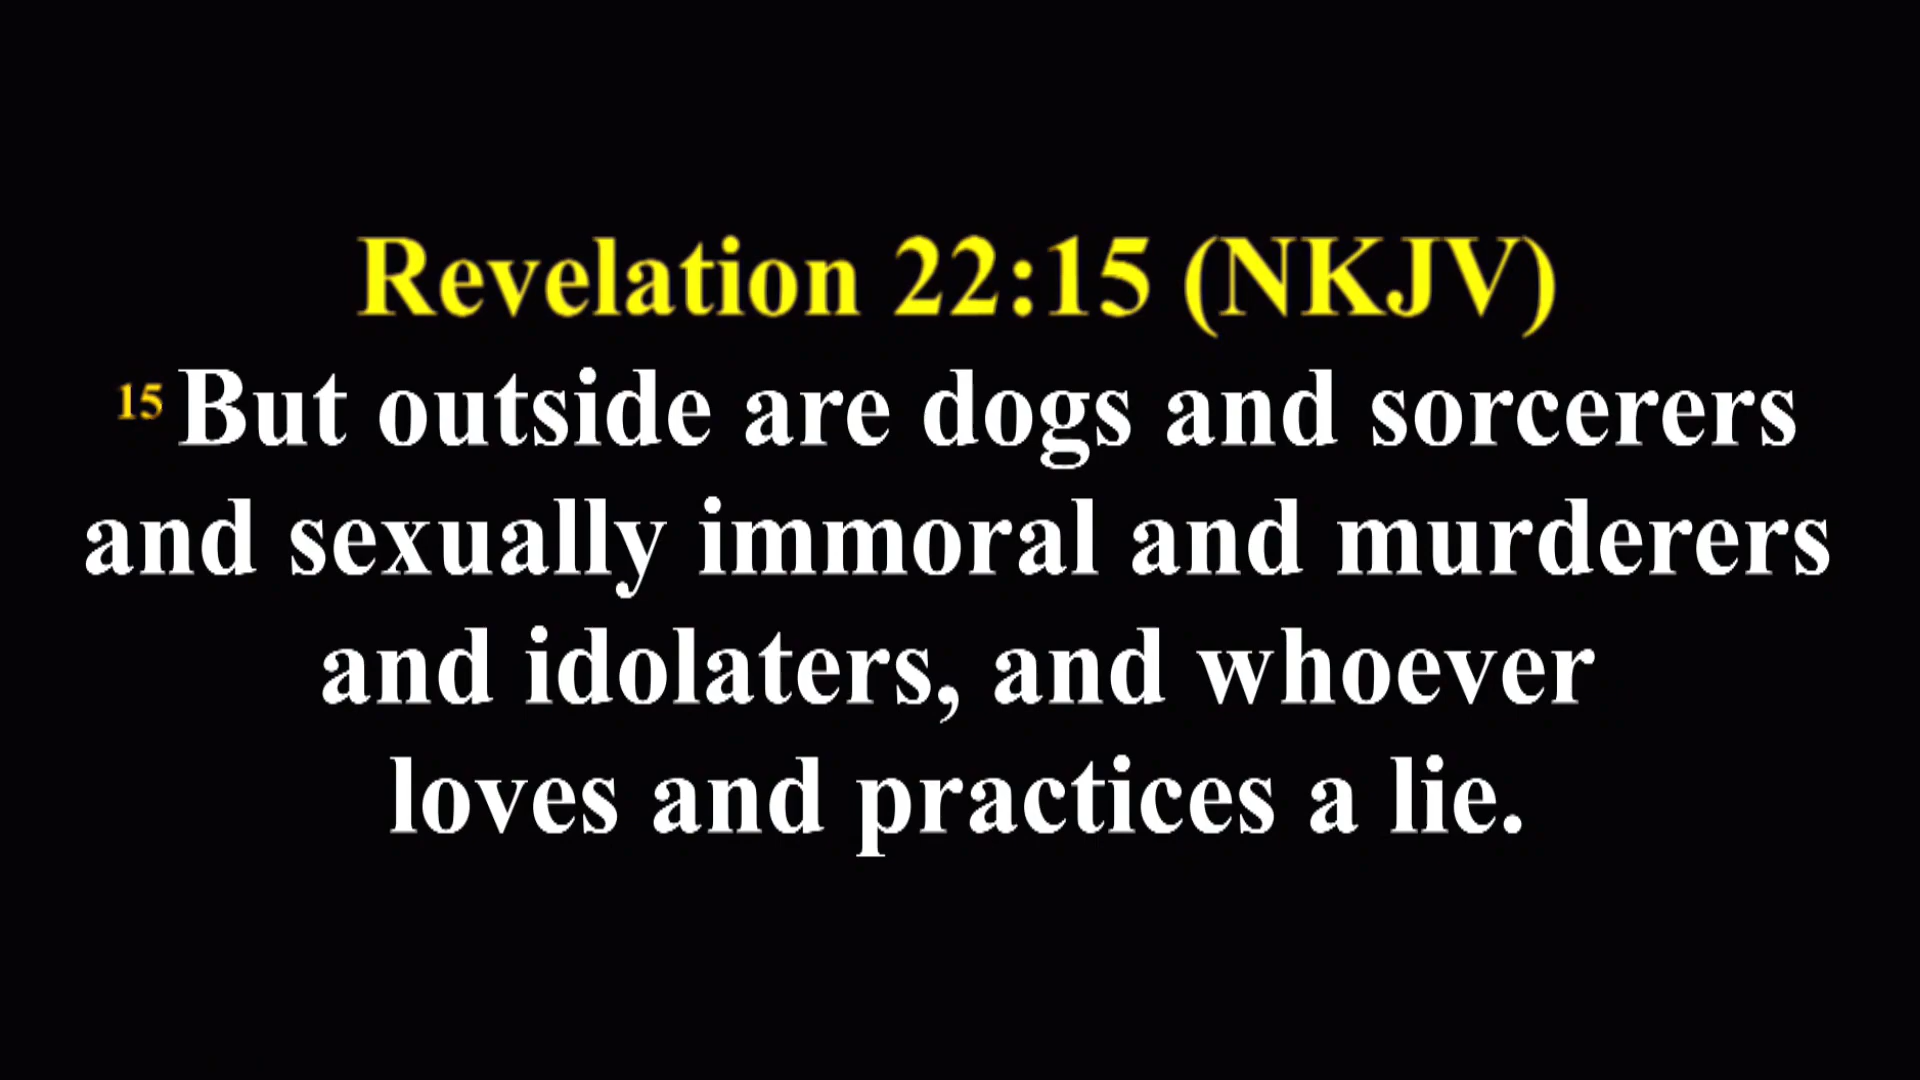 Revelation 22:15 (NKJV)
15 But outside are dogs and sorcerers
and sexually immoral and murderers
and idolaters, and whoever
loves and practices a lie.